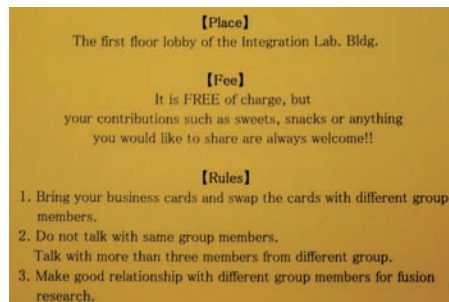 【Place】
The first floor lobby of the Integration Lab. Bldg.
【Fee】
It is FREE of charge, but
your contributions such as sweets, snacks or anything
you would like to share are always welcome!!
【Rules】
1. Bring your business cards and swap the cards with different group
members.
2. Do not talk with same group members.
Talk with more than three members from different group.
3. Make good relationship with different group members for fusion
research.